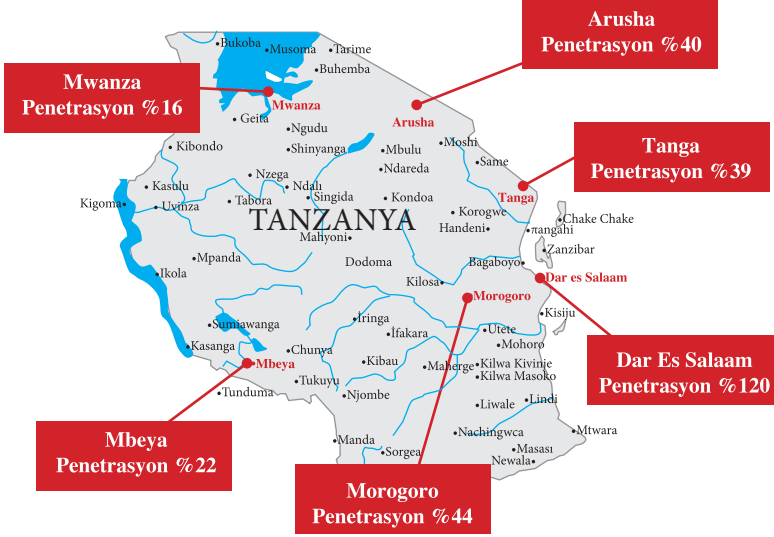 Arusha
Penetrasyon %40
Mwanza
Penetrasyon %16
Tanga
Penetrasyon %39
Dar Es Salaam
Penetrasyon %120
Mbeya
Penetrasyon %22
Morogoro
Penetrasyon %44
TANZANYA
Bukoba
Musoma
Tarime
Buhemba
Mwanza
Geita
Ngudu
Arusha
Kibondo
Shinyanga
Mbulu
Moshi
Same
Ndareda
Nzega
Kasulu
Ndalı
Singida
Kondoa
Tanga
Kigoma
Uvinza
Tabora
Korogwe
Handeni
Chake Chake
Mahyoni
Zanzibar
Mpanda
Dodoma
Bagaboyo
Ikola
Kilosa
Dar es Salaam
Morogoro
Kisiju
Sumiawanga
İringa
İfakara
Utete
Mohoro
Kasanga
Chunya
Mbeya
Kibau
Maherge
Kilwa Kivinje
Kilwa Masoko
Tukuyu
Tunduma
Njombe
Liwale
Lindi
Manda
Nachingwca
Mtwara
Sorgea
Masası
Newala